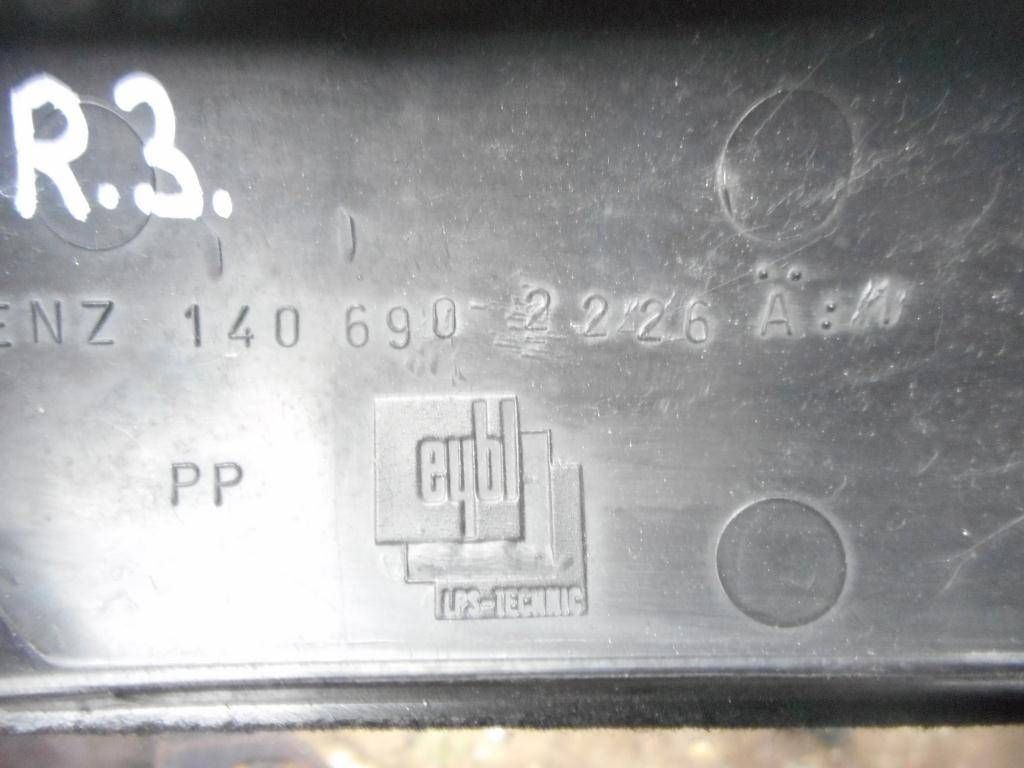 R.3.
ENZ 140 690 2226 Ä:
PP
eybl
LPS-TECHNIC